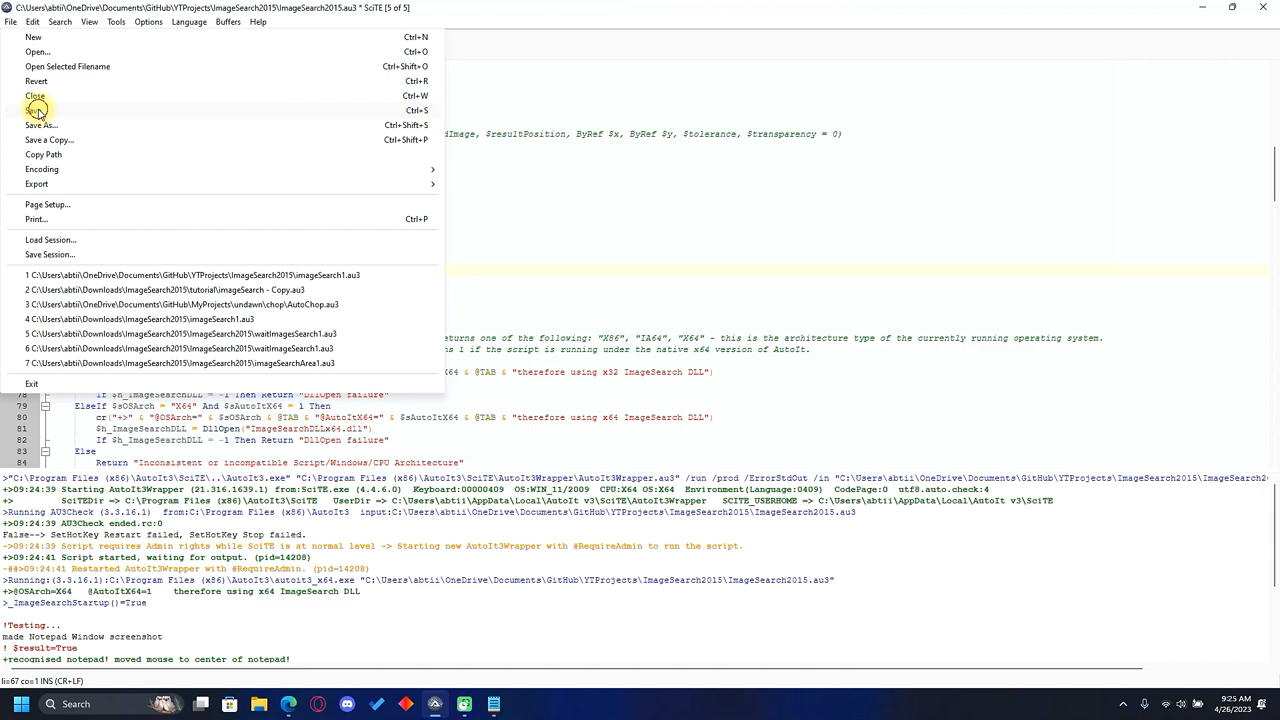 C:\Users\abtii\OneDrive\Documents\GitHub\YTProjects\ImageSearch2015\ImageSearch2015.au3 * SciTE [5 of 5]
File Edit Search View Tools Options Language Buffers Help
New Ctrl+N
Open... Ctrl+O
Open Selected Filename Ctrl+Shift+O
Revert Ctrl+R
Close Ctrl+W
Save Ctrl+S
Save As... Ctrl+Shift+S
dImage, $resultPosition, ByRef $x, ByRef $y, $tolerance, $transparency = 0)
Save a Copy... Ctrl+Shift+P
Copy Path
Encoding
Export
Page Setup...
Print... Ctrl+P
Load Session...
Save Session...
1 C:\Users\abtii\OneDrive\Documents\GitHub\YTProjects\ImageSearch2015\imageSearch1.au3
2 C:\Users\abtii\Downloads\ImageSearch2015\tutorial\imageSearch - Copy.au3
3 C:\Users\abtii\OneDrive\Documents\GitHub\MyProjects\undawn\chop\AutoChop.au3
4 C:\Users\abtii\Downloads\ImageSearch2015\imageSearch1.au3
5 C:\Users\abtii\Downloads\ImageSearch2015\ImageSearch2015\waitImagesSearch1.au3
turns one of the following: "X86", "IA64", "X64" - this is the architecture type of the currently running operating system.
6 C:\Users\abtii\Downloads\ImageSearch2015\ImageSearch2015\waitImageSearch1.au3
ns 1 if the script is running under the native x64 version of AutoIt.
7 C:\Users\abtii\Downloads\ImageSearch2015\ImageSearch2015\imageSearchArea1.au3
X64 & @TAB & "therefore using x32 ImageSearch DLL")
Exit
78 If $h_ImageSearchDLL = -1 Then Return "DllOpen failure"
79 ElseIf $sOSArch = "X64" And $sAutoItX64 = 1 Then
80 cr("+>" & "@OSArch=" & $sOSArch & @TAB & "@AutoItX64=" & $sAutoItX64 & @TAB & "therefore using x64 ImageSearch DLL")
81 $h_ImageSearchDLL = DllOpen("ImageSearchDLLx64.dll")
82 If $h_ImageSearchDLL = -1 Then Return "DllOpen failure"
83 Else
84 Return "Inconsistent or incompatible Script/Windows/CPU Architecture"
>"C:\Program Files (x86)\AutoIt3\SciTE\..\AutoIt3.exe" "C:\Program Files (x86)\AutoIt3\SciTE\AutoIt3Wrapper\AutoIt3Wrapper.au3" /run /prod /ErrorStdOut /in "C:\Users\abtii\OneDrive\Documents\GitHub\YTProjects\ImageSearch2015\ImageSearch20
+>09:24:39 Starting AutoIt3Wrapper (21.316.1639.1) from:SciTE.exe (4.4.6.0) Keyboard:00000409 OS:WIN_11/2009 CPU:X64 OS:X64 Environment(Language:0409) CodePage:0 utf8.auto.check:4
+> SciTEDir => C:\Program Files (x86)\AutoIt3\SciTE UserDir => C:\Users\abtii\AppData\Local\AutoIt v3\SciTE\AutoIt3Wrapper SCITE_USERHOME => C:\Users\abtii\AppData\Local\AutoIt v3\SciTE
>Running AU3Check (3.3.16.1) from:C:\Program Files (x86)\AutoIt3 input:C:\Users\abtii\OneDrive\Documents\GitHub\YTProjects\ImageSearch2015\ImageSearch2015.au3
+>09:24:39 AU3Check ended.rc:0
False--> SetHotKey Restart failed, SetHotKey Stop failed.
->09:24:39 Script requires Admin rights while SciTE is at normal level -> Starting new AutoIt3Wrapper with #RequireAdmin to run the script.
+>09:24:41 Script started, waiting for output. (pid=14208)
-##>09:24:41 Restarted AutoIt3Wrapper with #RequireAdmin. (pid=14208)
>Running:(3.3.16.1):C:\Program Files (x86)\AutoIt3\autoit3_x64.exe "C:\Users\abtii\OneDrive\Documents\GitHub\YTProjects\ImageSearch2015\ImageSearch2015.au3"
+>@OSArch=X64 @AutoItX64=1 therefore using x64 ImageSearch DLL
>_ImageSearchStartup()=True
!Testing...
made Notepad Window screenshot
! $result=True
+recognised notepad! moved mouse to center of notepad!
li=67 co=1 INS (CR+LF)
Search
9:25 AM
4/26/2023